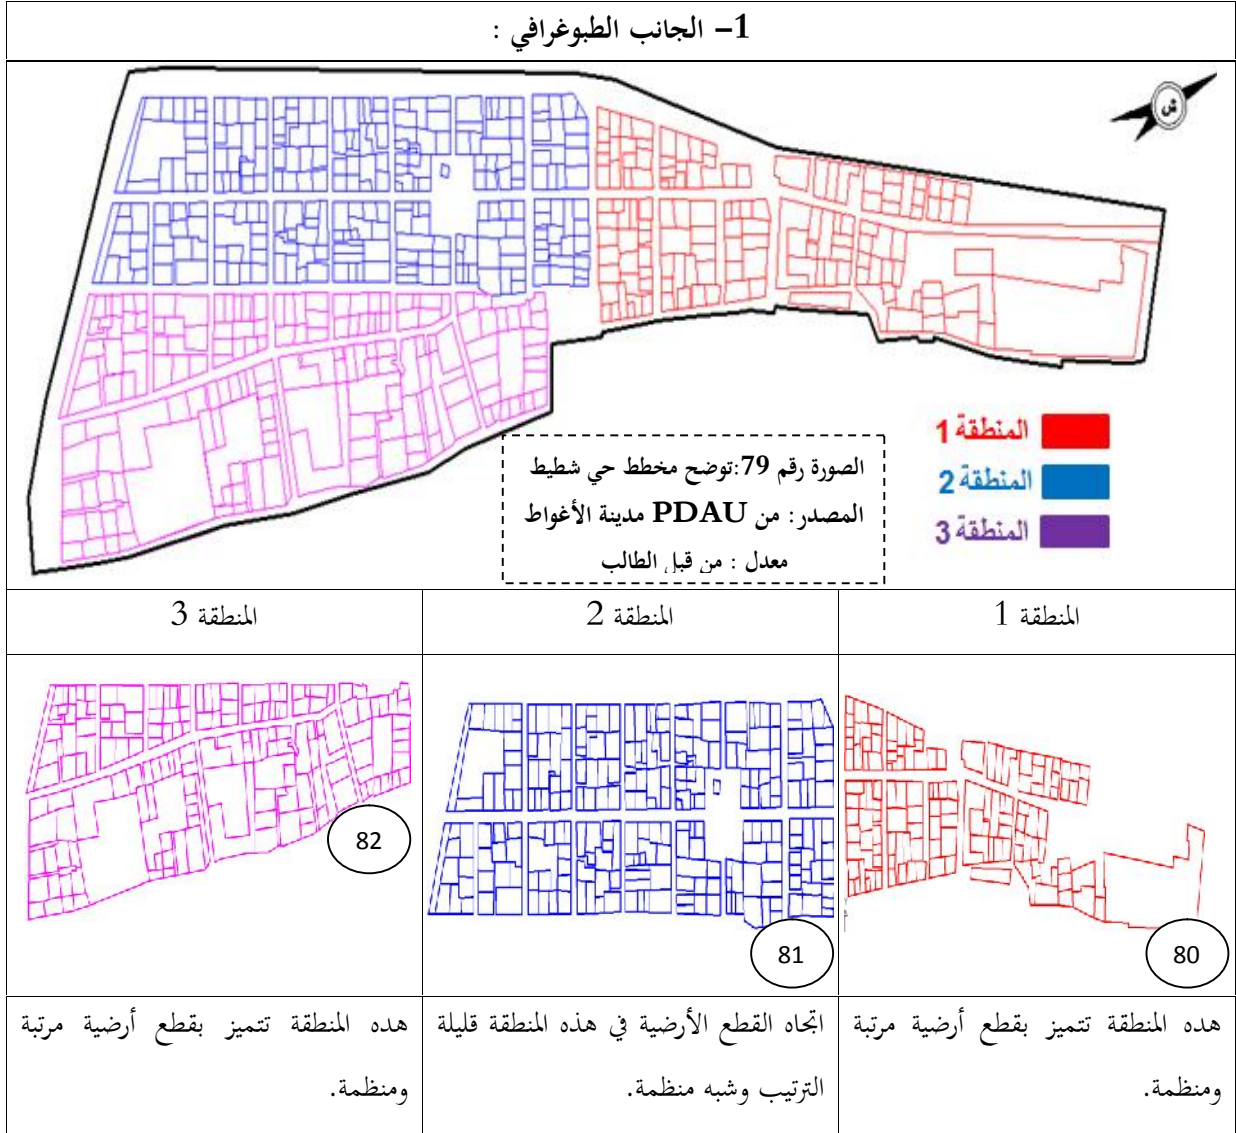 1- الجانب الطبوغرافي :
ش
المنطقة 1
المنطقة 2
المنطقة 3
الصورة رقم 79:توضح مخطط حي شطيط
المصدر: من PDAU مدينة الأغواط
معدل : من قبل الطالب
المنطقة 1
المنطقة 2
المنطقة 3
80
81
82
هده المنطقة تتميز بقطع أرضية مرتبة
ومنظمة.
اتجاه القطع الأرضية في هذه المنطقة قليلة
الترتيب وشبه منظمة.
هده المنطقة تتميز بقطع أرضية مرتبة
ومنظمة.